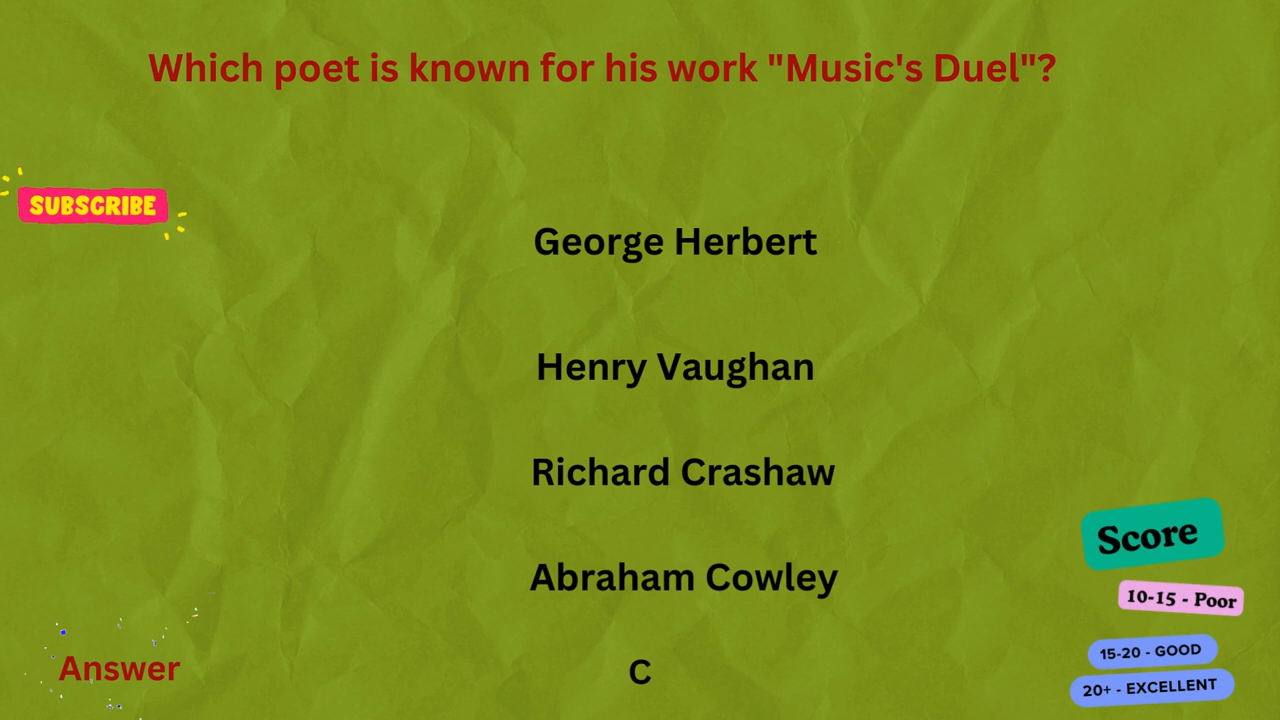 Which poet is known for his work "Music's Duel"?
SUBSCRIBE
George Herbert
Henry Vaughan
Richard Crashaw
Abraham Cowley
Score
10-15 - Poor
15-20 - GOOD
20+ - EXCELLENT
Answer
C